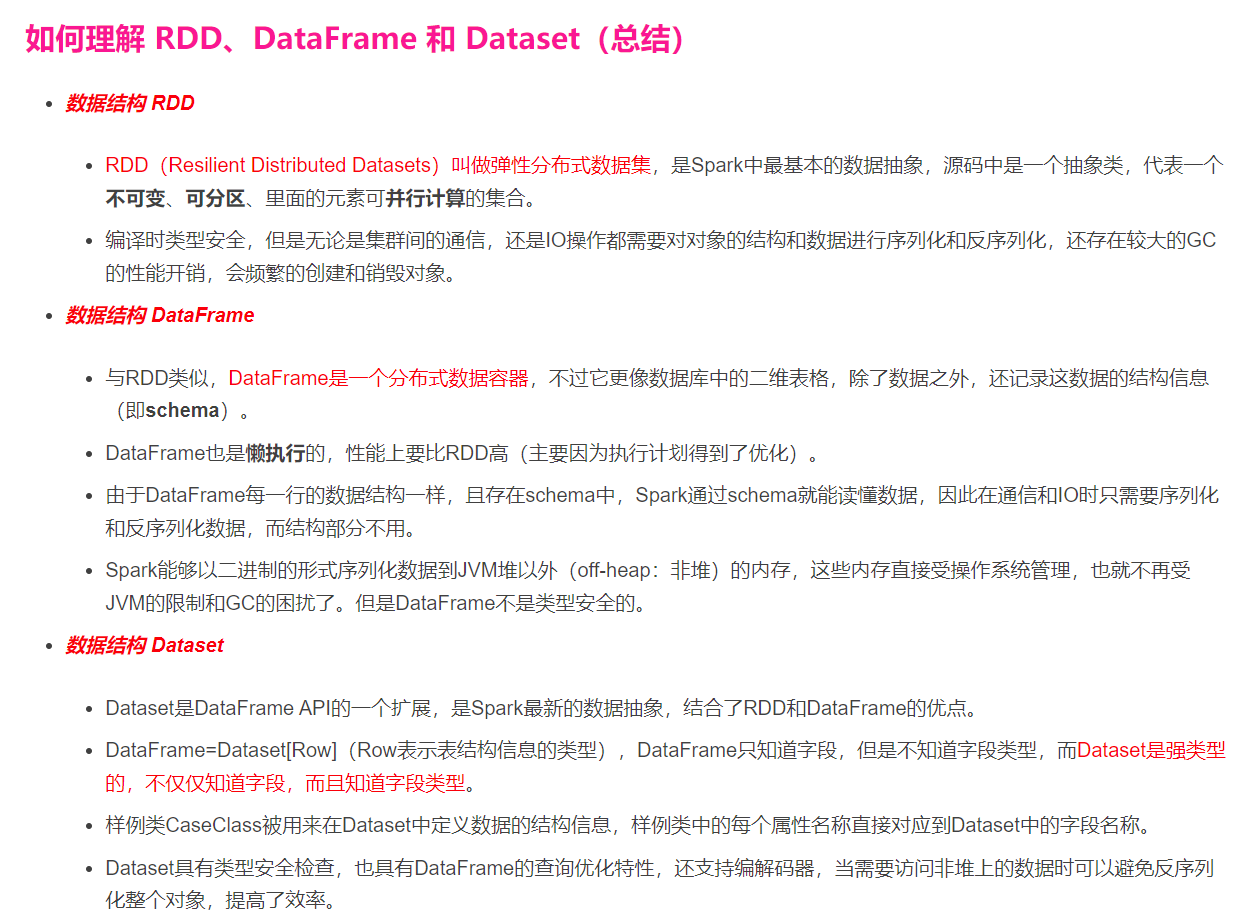 如何理解 RDD、DataFrame 和 Dataset（总结）
数据结构 RDD
RDD（Resilient Distributed Datasets）叫做弹性分布式数据集，是Spark中最基本的数据抽象，源码中是一个抽象类，代表一个
不可变、可分区、里面的元素可并行计算的集合。
编译时类型安全，但是无论是集群间的通信，还是IO操作都需要对对象的结构和数据进行序列化和反序列化，还存在较大的GC
的性能开销，会频繁的创建和销毁对象。
数据结构 DataFrame
与RDD类似，DataFrame是一个分布式数据容器，不过它更像数据库中的二维表格，除了数据之外，还记录这数据的结构信息
（即schema）。
DataFrame也是懒执行的，性能上要比RDD高（主要因为执行计划得到了优化）。
由于DataFrame每一行的数据结构一样，且存在schema中，Spark通过schema就能读懂数据，因此在通信和IO时只需要序列化
和反序列化数据，而结构部分不用。
Spark能够以二进制的形式序列化数据到JVM堆以外（off-heap：非堆）的内存，这些内存直接受操作系统管理，也就不再受
JVM的限制和GC的困扰了。但是DataFrame不是类型安全的。
数据结构 Dataset
Dataset是DataFrame API的一个扩展，是Spark最新的数据抽象，结合了RDD和DataFrame的优点。
DataFrame=Dataset[Row]（Row表示表结构信息的类型），DataFrame只知道字段，但是不知道字段类型，而Dataset是强类型
的，不仅仅知道字段，而且知道字段类型。
样例类CaseClass被用来在Dataset中定义数据的结构信息，样例类中的每个属性名称直接对应到Dataset中的字段名称。
Dataset具有类型安全检查，也具有DataFrame的查询优化特性，还支持编解码器，当需要访问非堆上的数据时可以避免反序列
化整个对象，提高了效率。